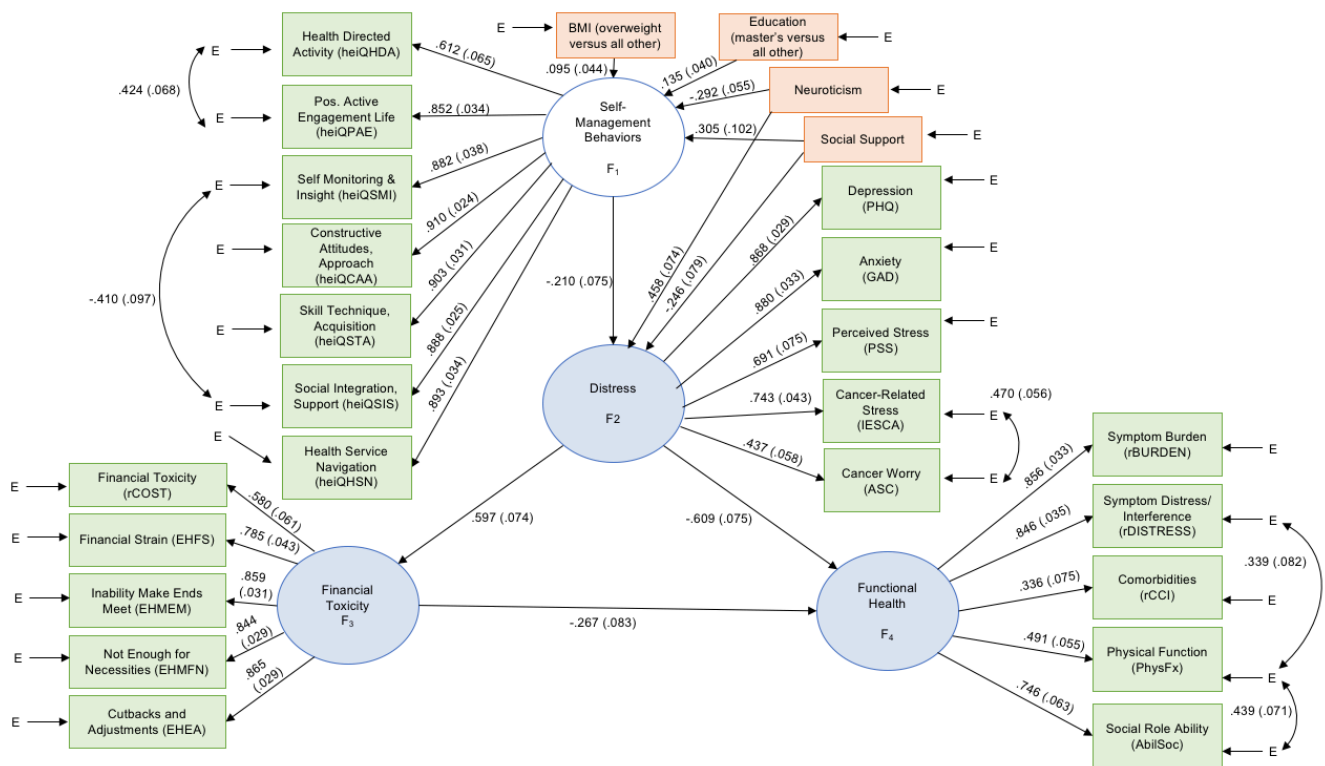 Health Directed
Activity (heiQHDA)
E
.424 (.068)
Pos. Active
Engagement Life
(heiQPAE)
E
Self Monitoring &
Insight (heiQSMI)
E
Constructive
Attitudes,
Approach
(heiQCAA)
E
-.410 (.097)
Skill Technique,
Acquisition
(heiQSTA)
E
Social Integration,
Support (heiQSIS)
E
Health Service
Navigation
(heiQHSN)
E
.612 (.065)
.852 (.034)
.882 (.038)
.910 (.024)
.903 (.031)
.888 (.025)
.893 (.034)
E
BMI (overweight
versus all other)
Education
(master's versus
all other)
E
Neuroticism
E
Social Support
E
.095 (.044)
.135 (.040)
-.292 (.055)
.305 (.102)
Self-
Management
Behaviors
F1
-.210 (.075)
.458 (.074)
-.246 (.079)
Distress
F2
.868 (.029)
.880 (.033)
.691 (.075)
.743 (.043)
.437 (.058)
Depression
(PHQ)
E
Anxiety
(GAD)
E
Perceived Stress
(PSS)
E
Cancer-Related
Stress
(IESCA)
E
.470 (.056)
Cancer Worry
(ASC)
E
.597 (.074)
-.609 (.075)
E
Financial Toxicity
(rCOST)
E
Financial Strain (EHFS)
E
Inability Make Ends
Meet (EHMEM)
E
Not Enough for
Necessities (EHMFN)
E
Cutbacks and
Adjustments (EHEA)
.580 (.061)
.785 (.043)
.859
(.031)
.844
(.029)
.865
(.029)
Financial
Toxicity
F3
-.267 (.083)
Functional
Health
F4
.856 (.033)
.846 (.035)
.336 (.075)
.491 (.055)
.746 (.063)
Symptom Burden
(rBURDEN)
E
Symptom Distress/
Interference
(rDISTRESS)
E
.339 (.082)
Comorbidities
(rCCI)
E
Physical Function
(PhysFx)
E
.439 (.071)
Social Role Ability
(AbilSoc)
E